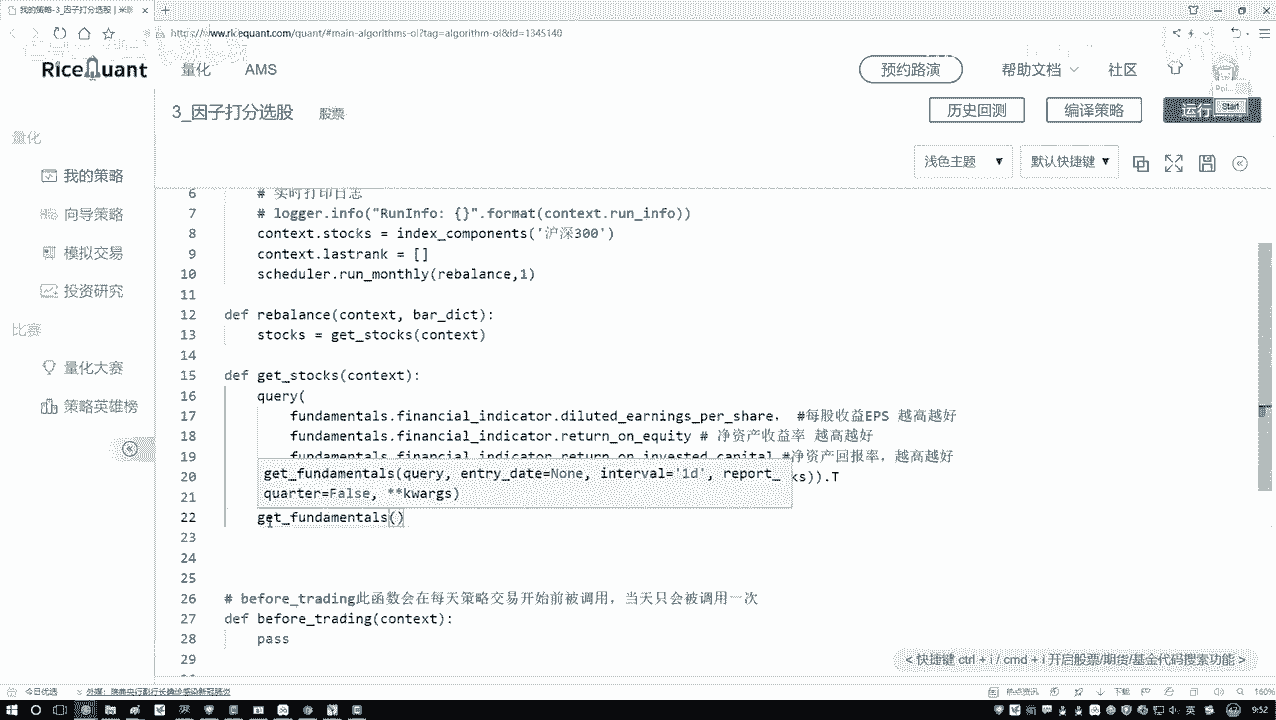 我的策略-3_因子打分选股 |
https://www.ricequant.com/quant/#main-algorithms-ol?tag=algorithm-ol&id=1345140
RiceQuant 量化 AMS 预约路演 帮助文档 社区
3_因子打分选股 股票 历史回测 编译策略 运行 Start
浅色主题 默认快捷键
量化
我的策略
向导策略
模拟交易
投资研究
比赛
量化大赛
策略英雄榜
6 # 实时打印日志
7 # logger.info("RunInfo: {}".format(context.run_info))
8 context.stocks = index_components('沪深300')
9 context.lastrank = []
10 scheduler.run_monthly(rebalance,1)
11
12 def rebalance(context, bar_dict):
13 stocks = get_stocks(context)
14
15 def get_stocks(context):
16 query(
17 fundamentals.financial_indicator.diluted_earnings_per_share， #每股收益EPS 越高越好
18 fundamentals.financial_indicator.return_on_equity # 净资产收益率 越高越好
19 fundamentals.financial_indicator.return_on_invested_capital #净资产回报率，越高越好
20 ks)).T
get_fundamentals(query, entry_date=None, interval='1d', report_
quarter=False, **kwargs)
21
22 get_fundamentals()
23
24
25
26 # before_trading此函数会在每天策略交易开始前被调用，当天只会被调用一次
27 def before_trading(context):
28 pass
29
< 快捷键 ctrl + i / cmd + i 开启股票/期货/基金代码搜索功能 >
今日优选 热点资讯 下载 160%
英 9:52